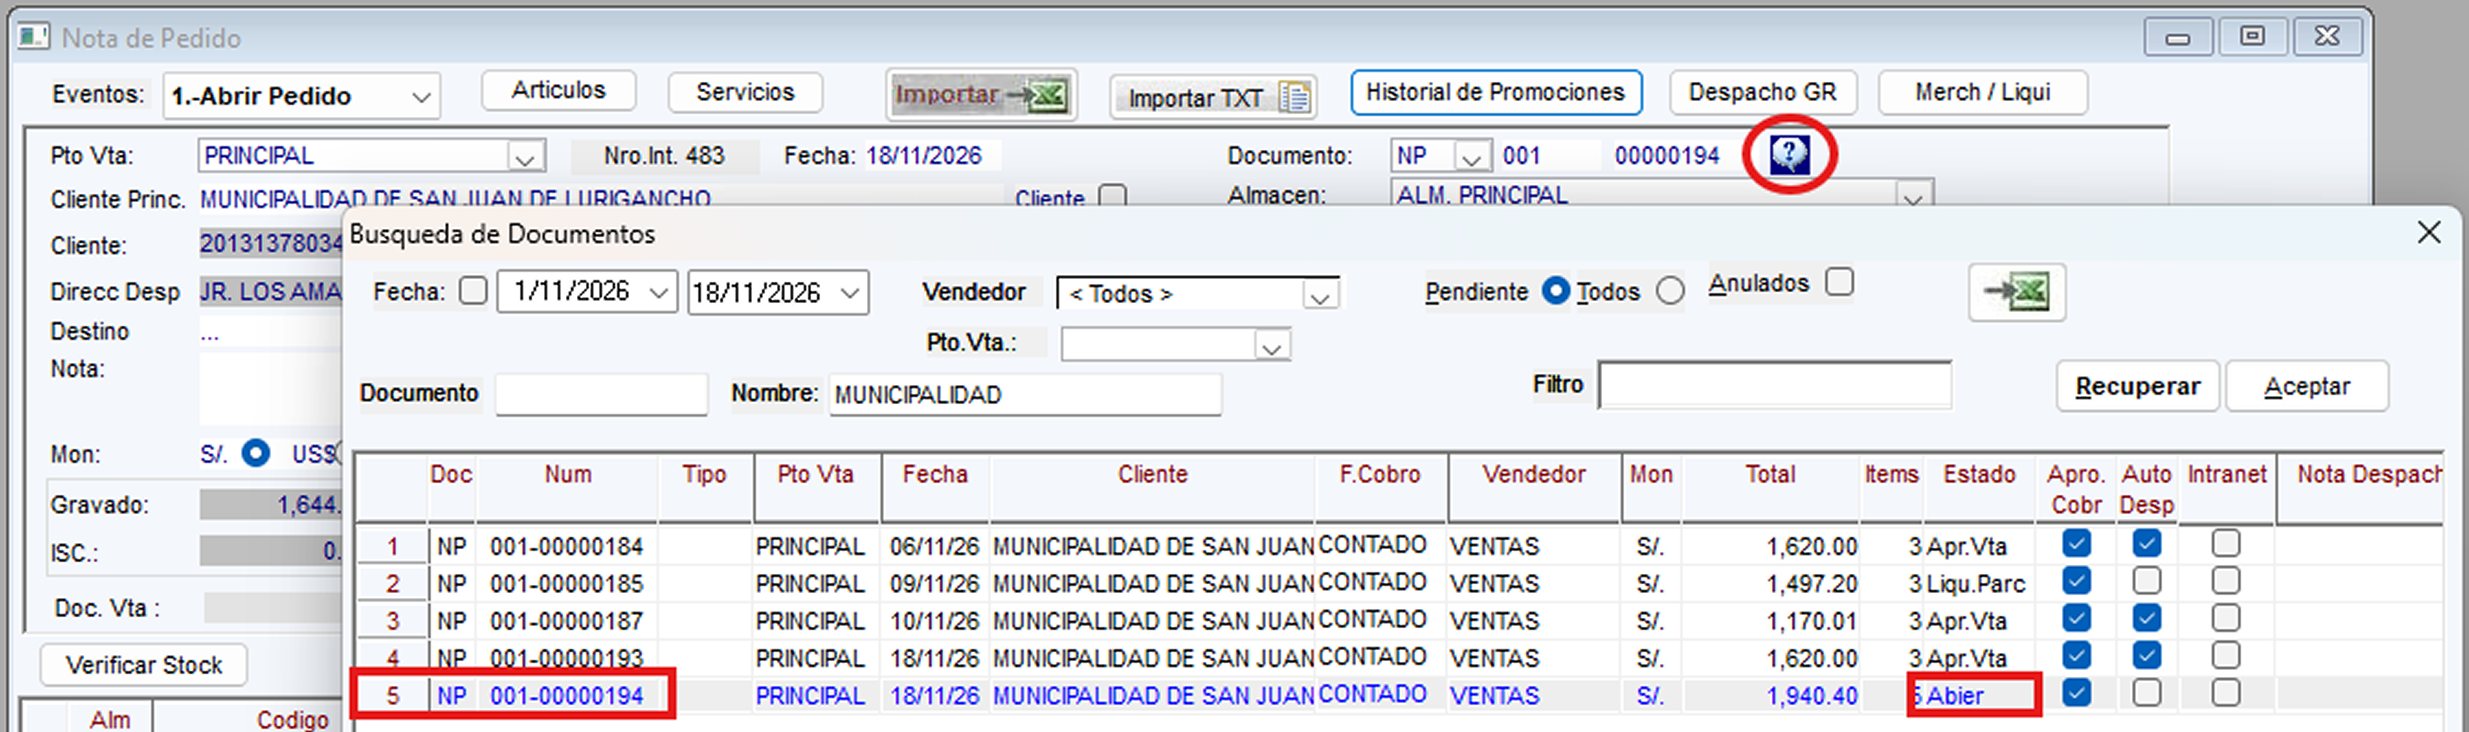 Nota de Pedido
Eventos: 1.-Abrir Pedido Articulos Servicios Importar Importar TXT Historial de Promociones Despacho GR Merch / Liqui
Pto Vta: PRINCIPAL Nro.Int. 483 Fecha: 18/11/2026 Documento: NP 001 00000194 ?
Cliente Princ. MUNICIPALIDAD DE SAN JUAN DE LURIGANCHO Cliente Almacen: ALM. PRINCIPAL
Cliente: 20131378034
Direcc Desp JR. LOS AMA
Destino ...
Nota:
Mon: S/. US$
Gravado: 1,644.
ISC.: 0.
Doc. Vta :
Verificar Stock
Alm Codigo
Busqueda de Documentos
Fecha: 1/11/2026 18/11/2026 Vendedor < Todos > Pendiente Todos Anulados
Pto.Vta.:
Documento Nombre: MUNICIPALIDAD Filtro Recuperar Aceptar
Doc Num Tipo Pto Vta Fecha Cliente F.Cobro Vendedor Mon Total Items Estado Apro. Cobr Auto Desp Intranet Nota Despach
1 NP 001-00000184 PRINCIPAL 06/11/26 MUNICIPALIDAD DE SAN JUAN CONTADO VENTAS S/. 1,620.00 3 Apr.Vta
2 NP 001-00000185 PRINCIPAL 09/11/26 MUNICIPALIDAD DE SAN JUAN CONTADO VENTAS S/. 1,497.20 3 Liqu.Parc
3 NP 001-00000187 PRINCIPAL 10/11/26 MUNICIPALIDAD DE SAN JUAN CONTADO VENTAS S/. 1,170.01 3 Apr.Vta
4 NP 001-00000193 PRINCIPAL 18/11/26 MUNICIPALIDAD DE SAN JUAN CONTADO VENTAS S/. 1,620.00 3 Apr.Vta
5 NP 001-00000194 PRINCIPAL 18/11/26 MUNICIPALIDAD DE SAN JUAN CONTADO VENTAS S/. 1,940.40 Abier